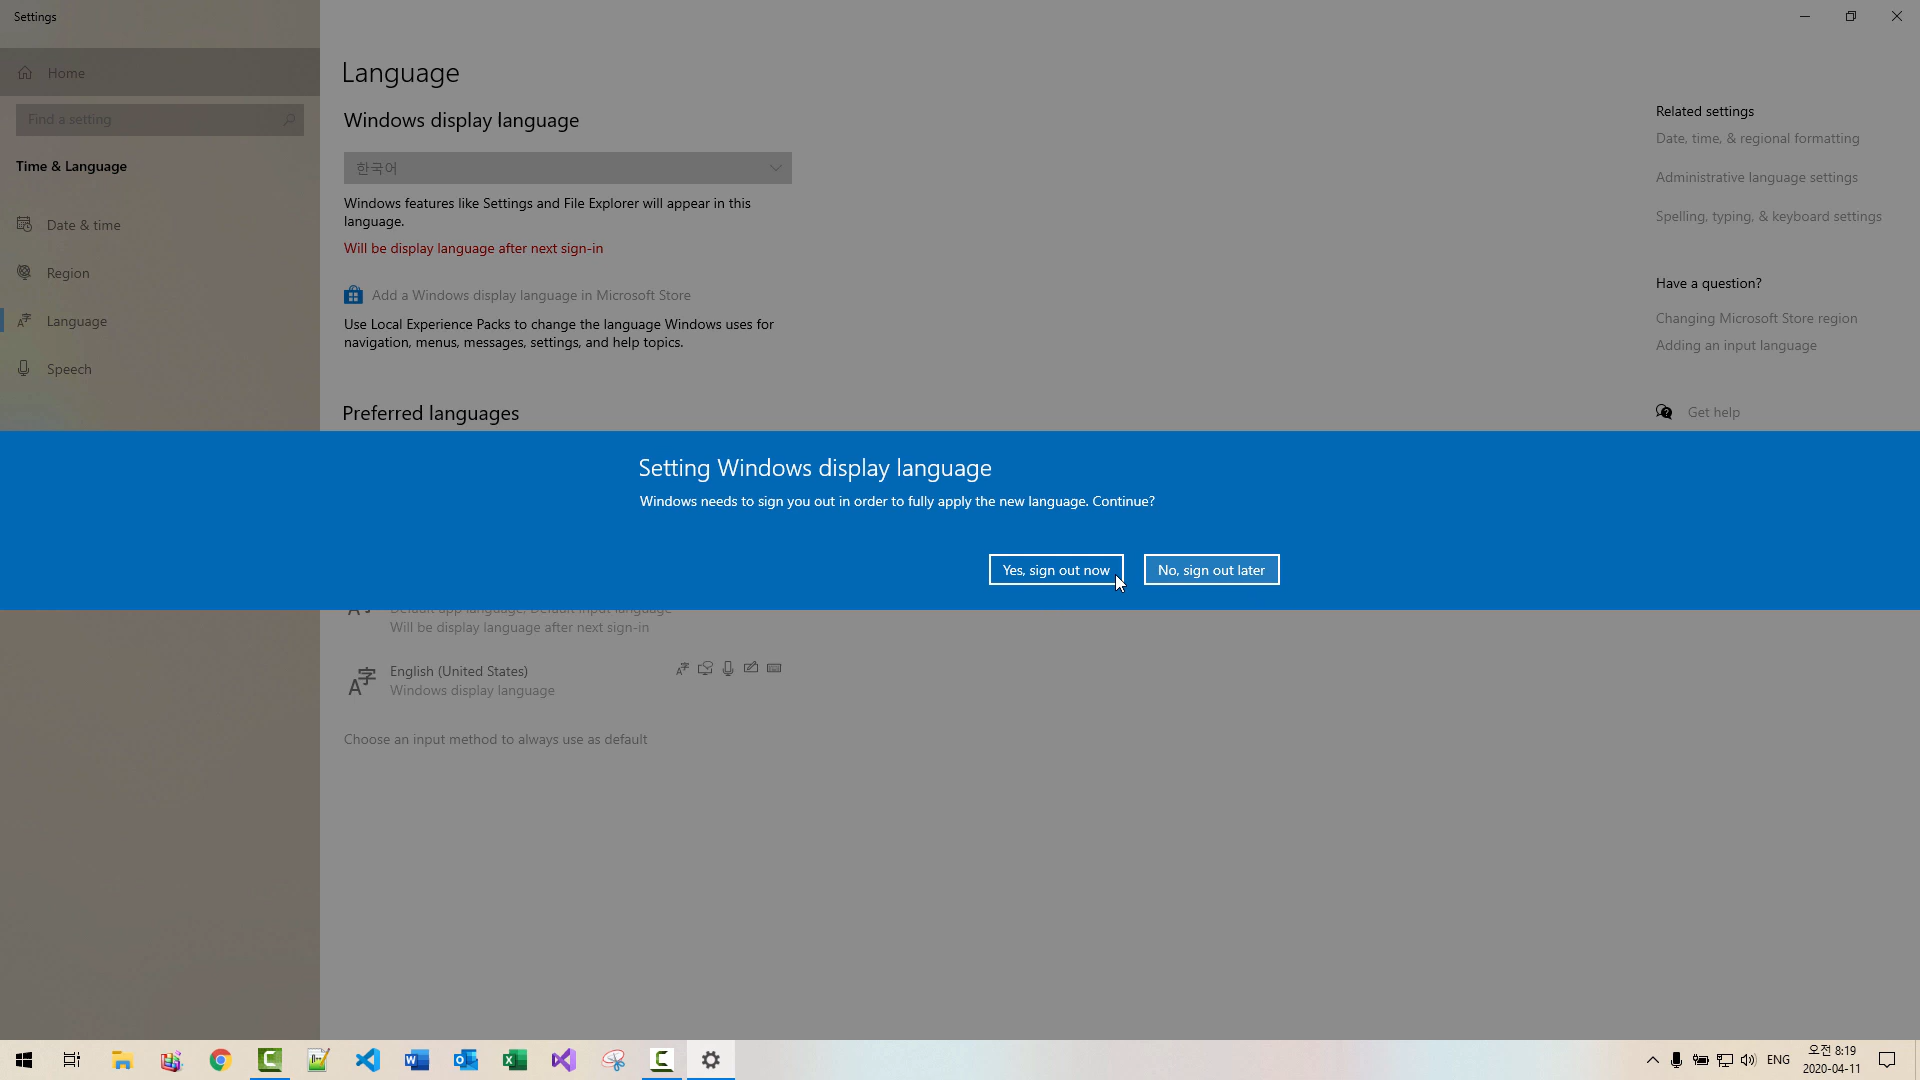 Settings
Home
Find a setting
Time & Language
Date & time
Region
Language
Speech
Language
Windows display language
한국어
Windows features like Settings and File Explorer will appear in this
language.
Will be display language after next sign-in
Add a Windows display language in Microsoft Store
Use Local Experience Packs to change the language Windows uses for
navigation, menus, messages, settings, and help topics.
Preferred languages
Related settings
Date, time, & regional formatting
Administrative language settings
Spelling, typing, & keyboard settings
Have a question?
Changing Microsoft Store region
Adding an input language
Get help
Setting Windows display language
Windows needs to sign you out in order to fully apply the new language. Continue?
Yes, sign out now
No, sign out later
Default app language, Default input language
Will be display language after next sign-in
English (United States)
Windows display language
Choose an input method to always use as default
ENG
오전 8:19
2020-04-11